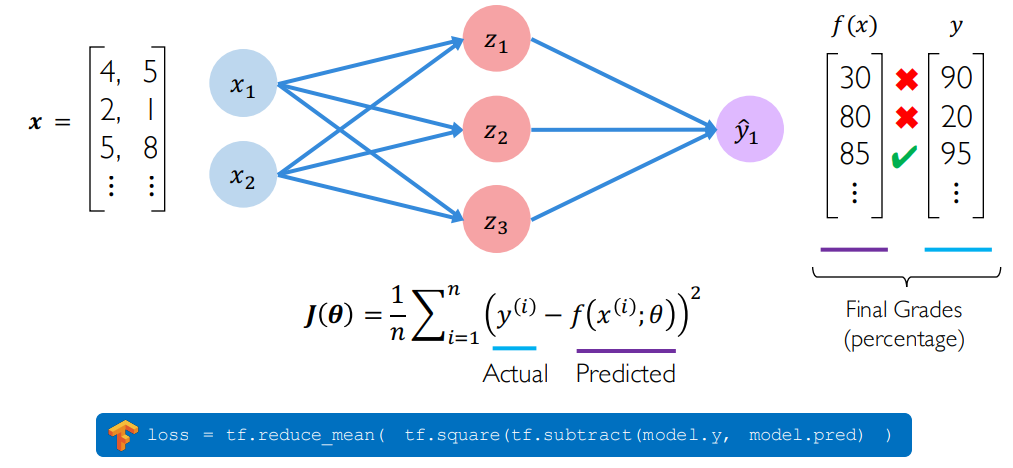 f(x) y
x = [4, 5
2, 1
5, 8
⋮ ⋮]
x₁
x₂
z₁
z₂
z₃
ŷ₁
[30
80
85
⋮]
✖
✖
✔
[90
20
95
⋮]
J(θ) = 1/n ∑ᵢ₌₁ⁿ (y⁽ⁱ⁾ − f(x⁽ⁱ⁾; θ))²
Actual Predicted
Final Grades
(percentage)
loss = tf.reduce_mean( tf.square(tf.subtract(model.y, model.pred) )